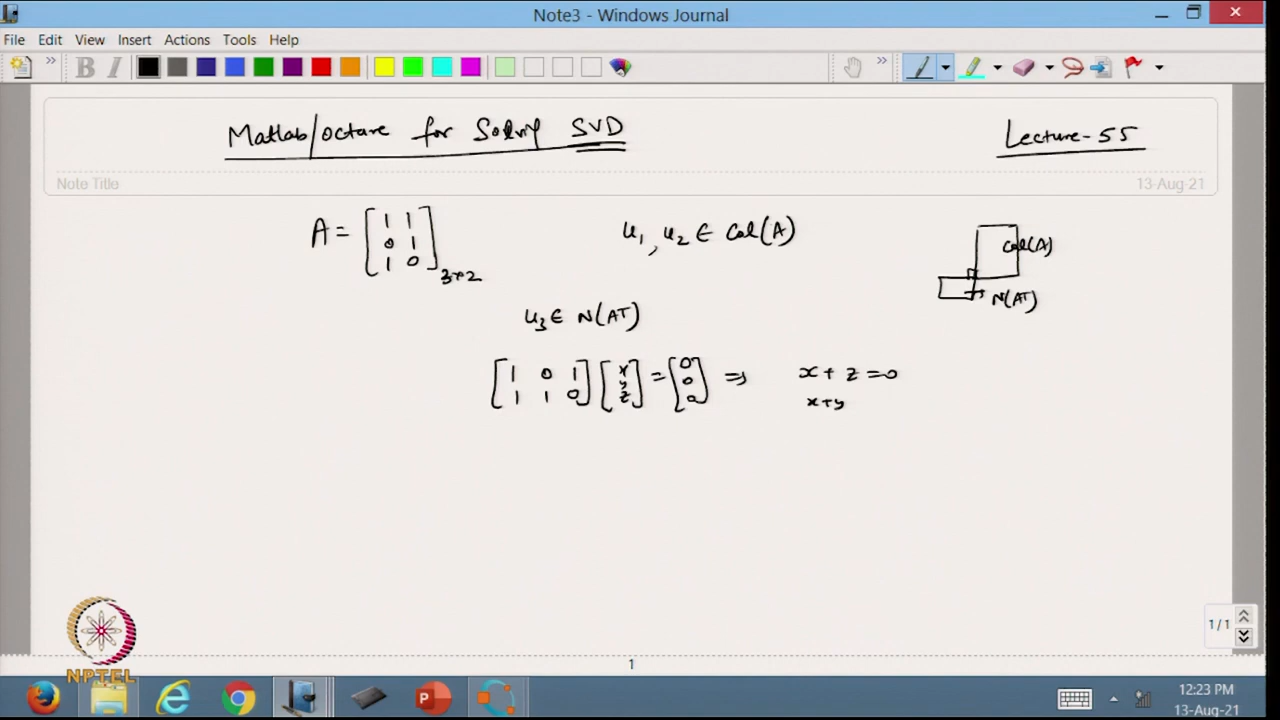 Note3 - Windows Journal
File Edit View Insert Actions Tools Help
Matlab/Octave for Solving SVD
Lecture-55
Note Title
13-Aug-21
A = [1 1
0 1
1 0]3×2
u1, u2 ∈ Col(A)
Col(A)
N(AT)
u3 ∈ N(AT)
[1 0 1
1 1 0] [x
y
z] = [0
0
0] ⇒ x + z = 0
x+y
1/1
NPTEL
1
12:23 PM
13-Aug-21